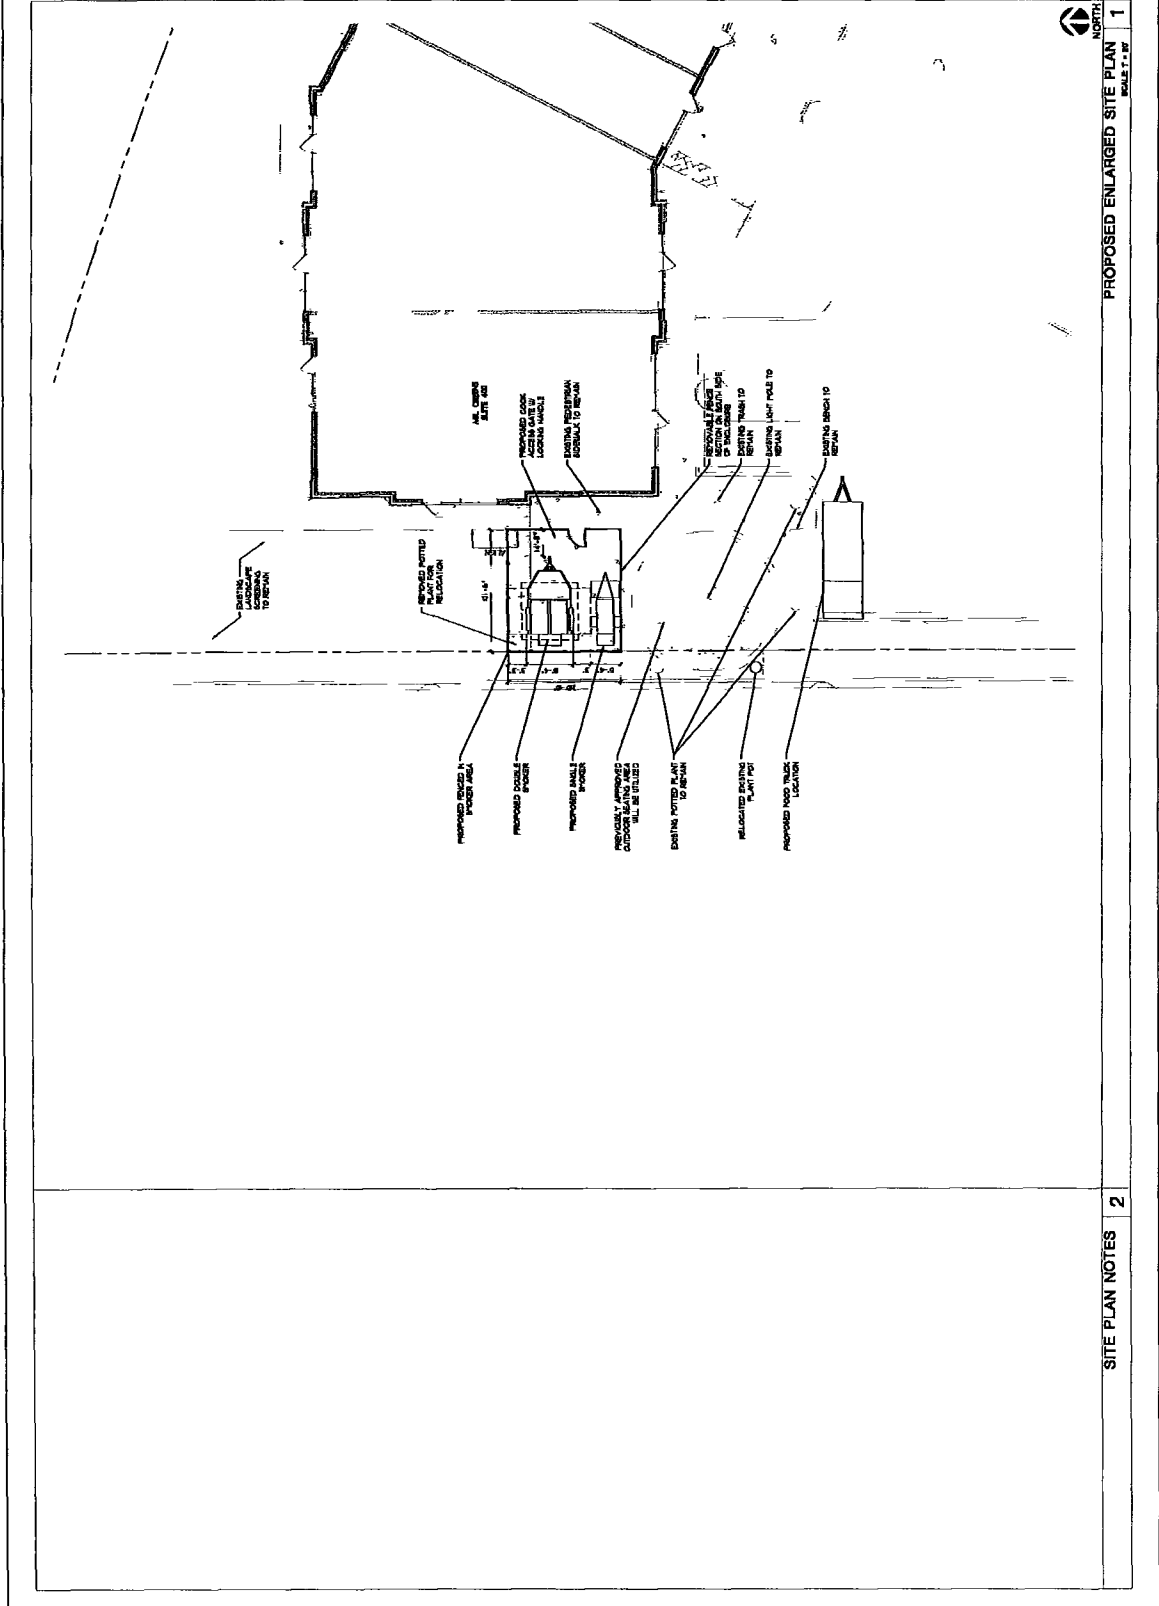 NORTH
1
PROPOSED ENLARGED SITE PLAN
SUITE 400
PROPOSED COOK
ACCESS GATE W/
LOCKING HANDLE
EXISTING PEDESTRIAN
SIDEWALK TO REMAIN
REMOVABLE FENCE
SECTION ON SOUTH SIDE
OF ENCLOSURE
EXISTING TRASH TO
REMAIN
EXISTING LIGHT POLE TO
REMAIN
EXISTING BENCH TO
REMAIN
EXISTING
LANDSCAPE
SCREENING
TO REMAIN
REMOVED POTTED
PLANT FOR
RELOCATION
PROPOSED FENCED IN
SMOKER AREA
PROPOSED DOUBLE
SMOKER
PROPOSED SINGLE
SMOKER
PREVIOUSLY APPROVED
OUTDOOR SEATING AREA
WILL BE UTILIZED
EXISTING POTTED PLANT
TO REMAIN
RELOCATED EXISTING
PLANT POT
PROPOSED FOOD TRUCK
LOCATION
2
SITE PLAN NOTES